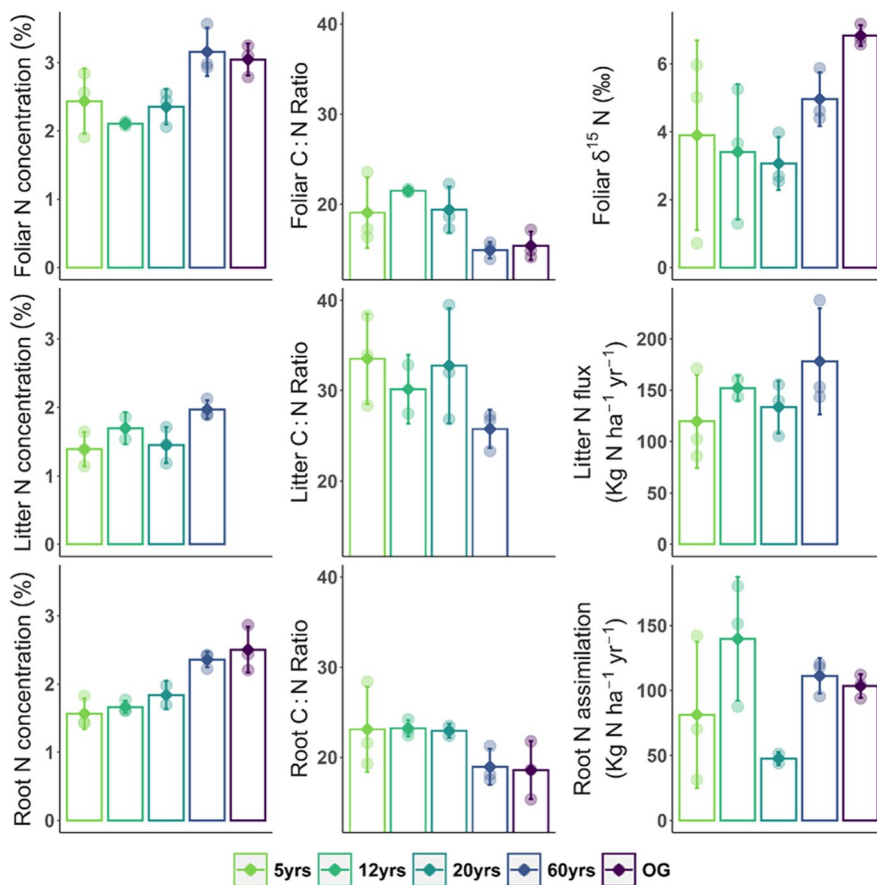 Foliar N concentration (%)
3
2
1
0
Foliar C : N Ratio
40
30
20
Foliar δ¹⁵ N (‰)
6
4
2
0
Litter N concentration (%)
3
2
1
0
Litter C : N Ratio
40
30
20
Litter N flux
(Kg N ha⁻¹ yr⁻¹)
200
150
100
50
0
Root N concentration (%)
3
2
1
0
Root C : N Ratio
40
30
20
Root N assimilation
(Kg N ha⁻¹ yr⁻¹)
150
100
50
0
5yrs 12yrs 20yrs 60yrs OG